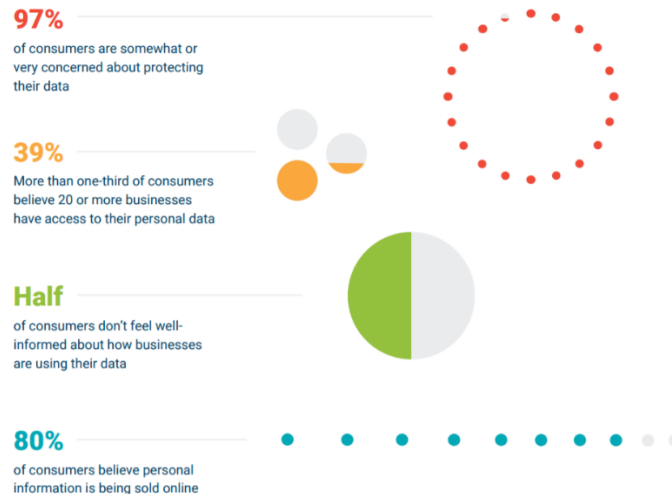 97%
of consumers are somewhat or
very concerned about protecting
their data
39%
More than one-third of consumers
believe 20 or more businesses
have access to their personal data
Half
of consumers don't feel well-
informed about how businesses
are using their data
80%
of consumers believe personal
information is being sold online